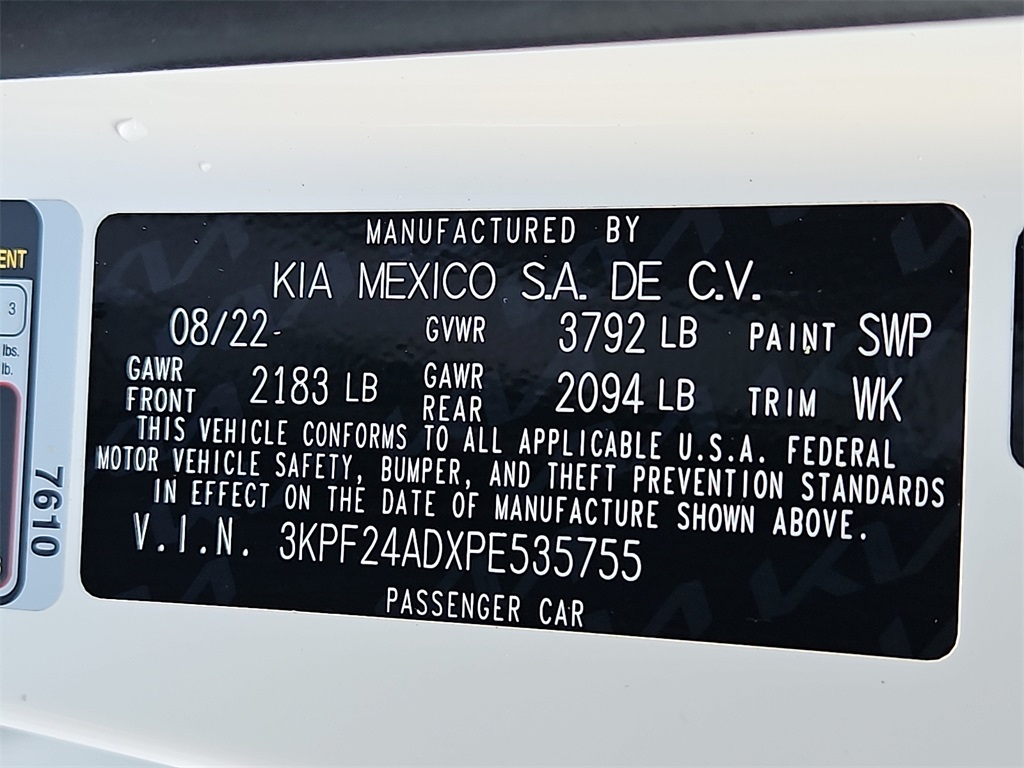 MANUFACTURED BY
KIA MEXICO S.A. DE C.V.
08/22 GVWR 3792 LB PAINT SWP
GAWR FRONT 2183 LB GAWR REAR 2094 LB TRIM WK
THIS VEHICLE CONFORMS TO ALL APPLICABLE U.S.A. FEDERAL
MOTOR VEHICLE SAFETY, BUMPER, AND THEFT PREVENTION STANDARDS
IN EFFECT ON THE DATE OF MANUFACTURE SHOWN ABOVE.
V.I.N. 3KPF24ADXPE535755
PASSENGER CAR
ENT
3
lbs.
lb.
7610